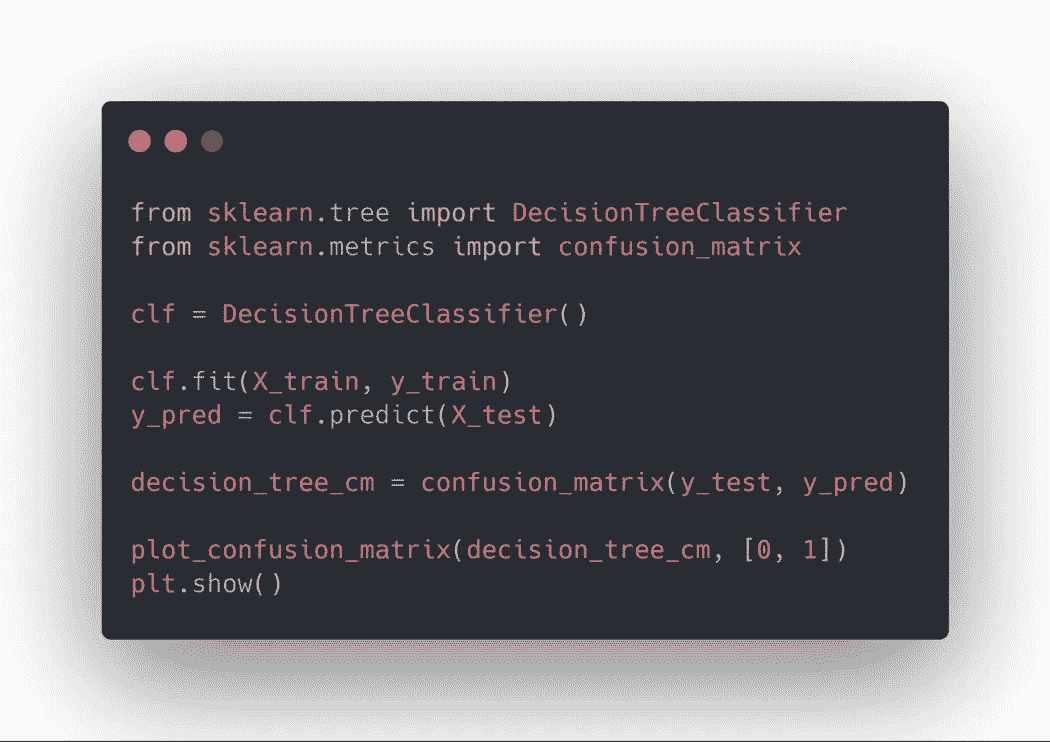 from sklearn.tree import DecisionTreeClassifier
from sklearn.metrics import confusion_matrix
clf = DecisionTreeClassifier()
clf.fit(X_train, y_train)
y_pred = clf.predict(X_test)
decision_tree_cm = confusion_matrix(y_test, y_pred)
plot_confusion_matrix(decision_tree_cm, [0, 1])
plt.show()